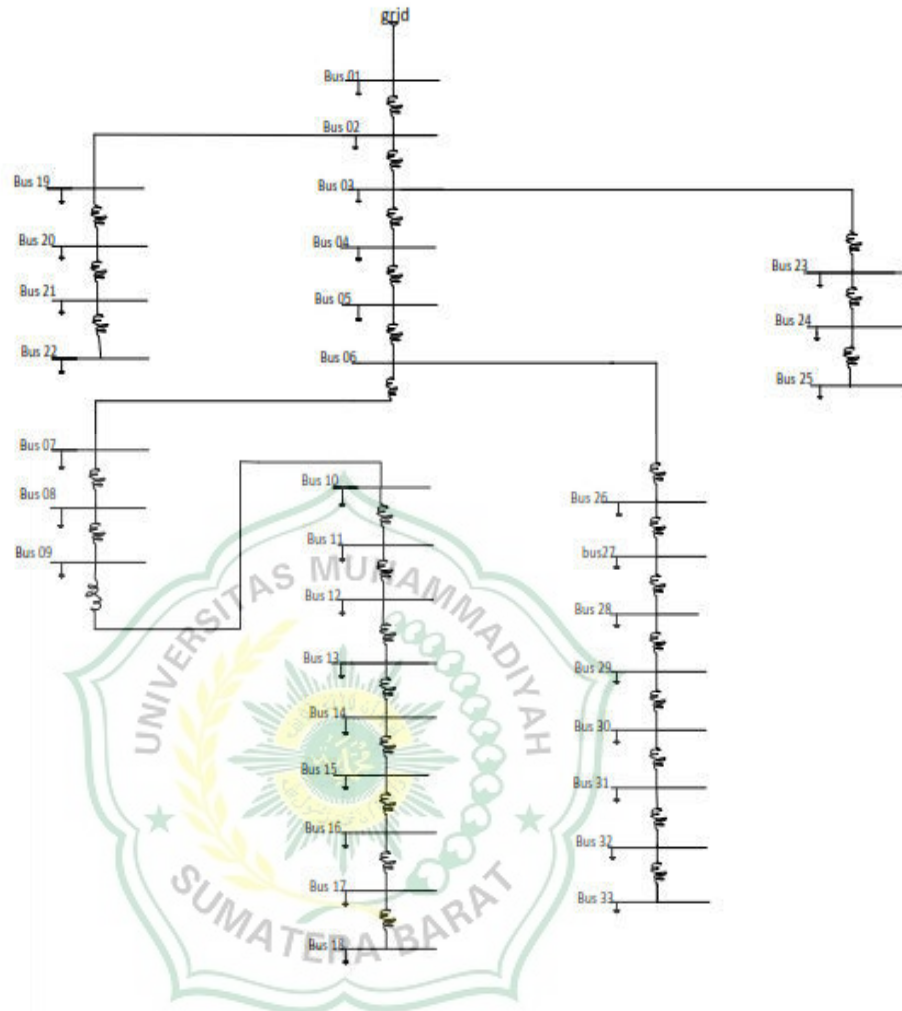 grid
Bus 01
Bus 02
Bus 19
Bus 03
Bus 20
Bus 04
Bus 23
Bus 21
Bus 05
Bus 24
Bus 22
Bus 06
Bus 25
Bus 07
Bus 10
Bus 08
Bus 26
Bus 09
Bus 11
bus27
Bus 12
Bus 28
Bus 13
Bus 29
Bus 14
Bus 30
Bus 15
Bus 31
Bus 16
Bus 32
Bus 17
Bus 33
Bus 18
UNIVERSITAS MUHAMMADIYAH
SUMATERA BARAT